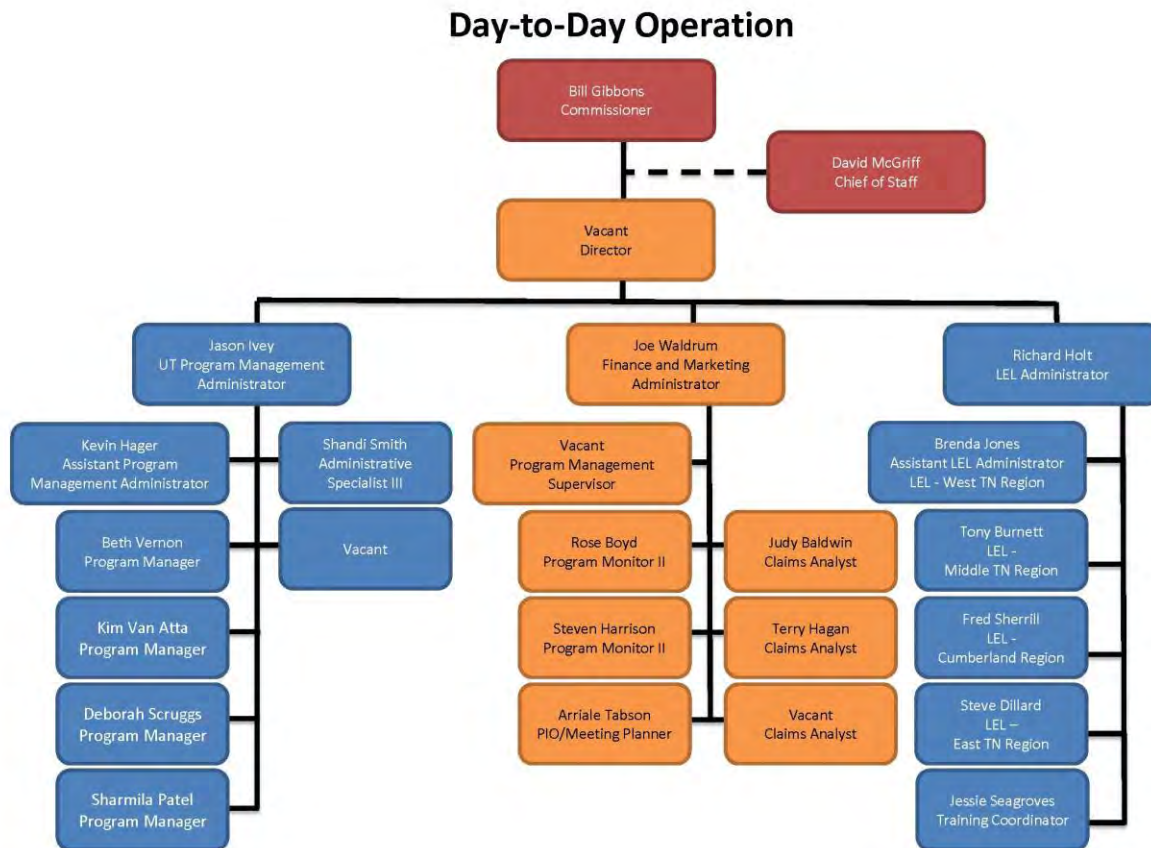 Day-to-Day Operation
Bill Gibbons
Commissioner
David McGriff
Chief of Staff
Vacant
Director
Jason Ivey
UT Program Management
Administrator
Joe Waldrum
Finance and Marketing
Administrator
Richard Holt
LEL Administrator
Kevin Hager
Assistant Program
Management Administrator
Shandi Smith
Administrative
Specialist III
Vacant
Program Management
Supervisor
Brenda Jones
Assistant LEL Administrator
LEL - West TN Region
Beth Vernon
Program Manager
Vacant
Rose Boyd
Program Monitor II
Judy Baldwin
Claims Analyst
Tony Burnett
LEL -
Middle TN Region
Kim Van Atta
Program Manager
Steven Harrison
Program Monitor II
Terry Hagan
Claims Analyst
Fred Sherrill
LEL -
Cumberland Region
Deborah Scruggs
Program Manager
Arriale Tabson
PIO/Meeting Planner
Vacant
Claims Analyst
Steve Dillard
LEL –
East TN Region
Sharmila Patel
Program Manager
Jessie Seagroves
Training Coordinator